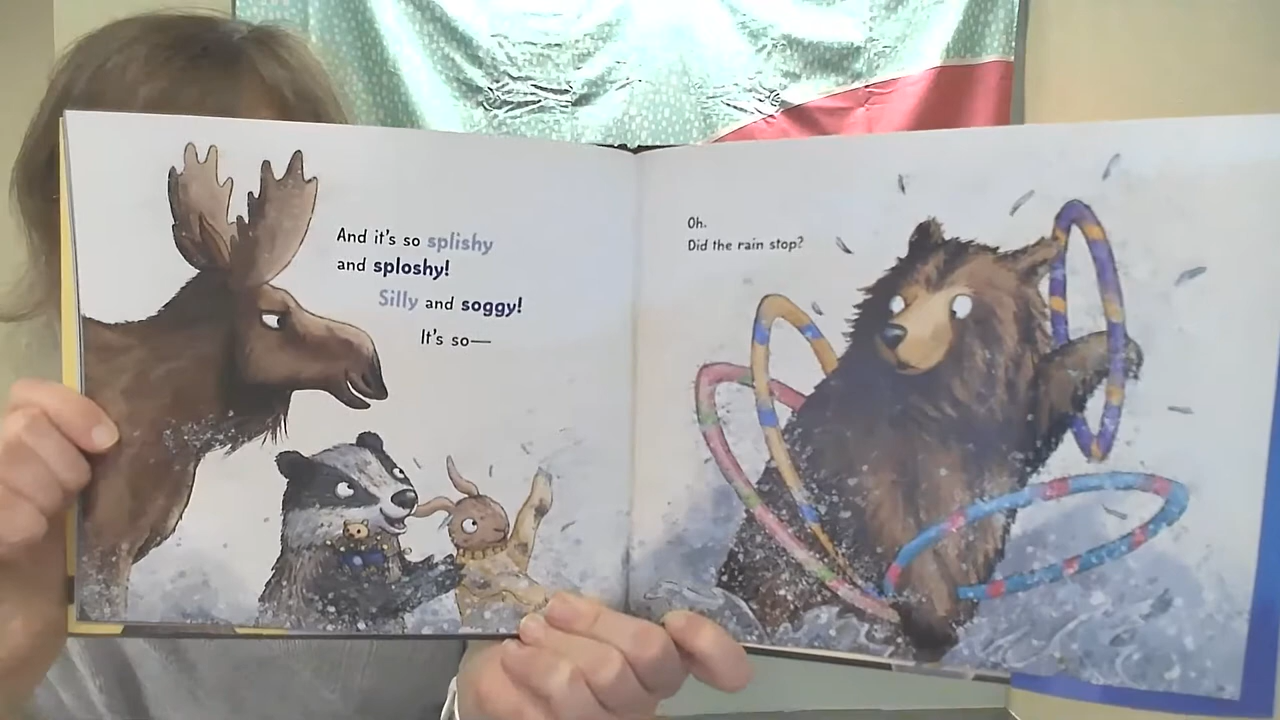 And it's so splishy
and sploshy!
Silly and soggy!
It's so—
Oh.
Did the rain stop?